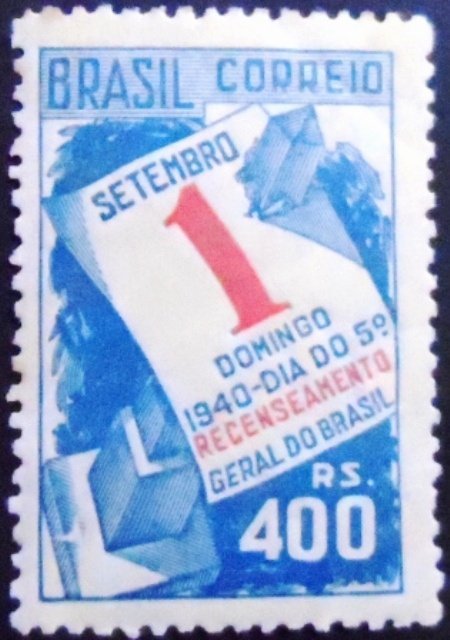 BRASIL CORREIO
SETEMBRO
1
DOMINGO
1940-DIA DO 5º
RECENSEAMENTO
GERAL DO BRASIL
RS.
400